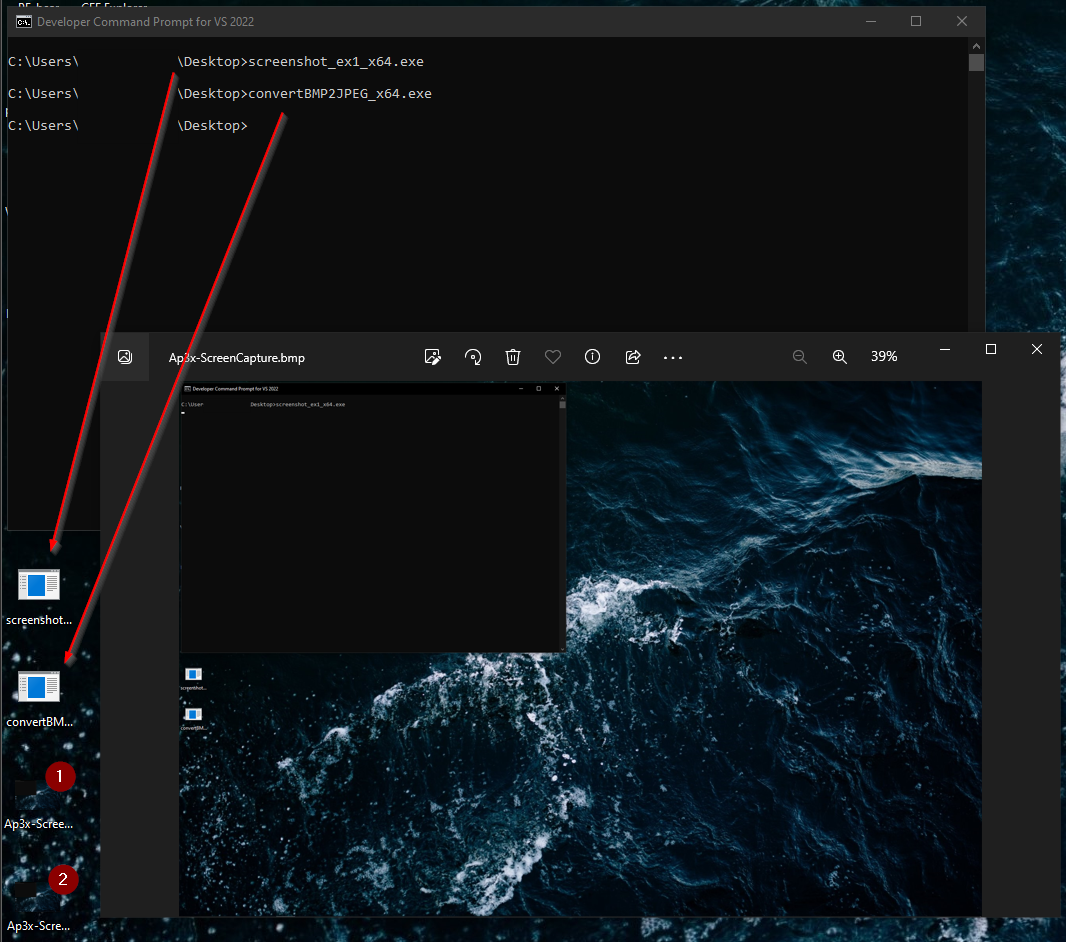 Developer Command Prompt for VS 2022
C:\Users\ \Desktop>screenshot_ex1_x64.exe
C:\Users\ \Desktop>convertBMP2JPEG_x64.exe
C:\Users\ \Desktop>
Ap3x-ScreenCapture.bmp
39%
Developer Command Prompt for VS 2022
C:\User Desktop>screenshot_ex1_x64.exe
screenshot...
convertBM...
screenshot...
convertBM...
1
Ap3x-Scree...
2
Ap3x-Scre...